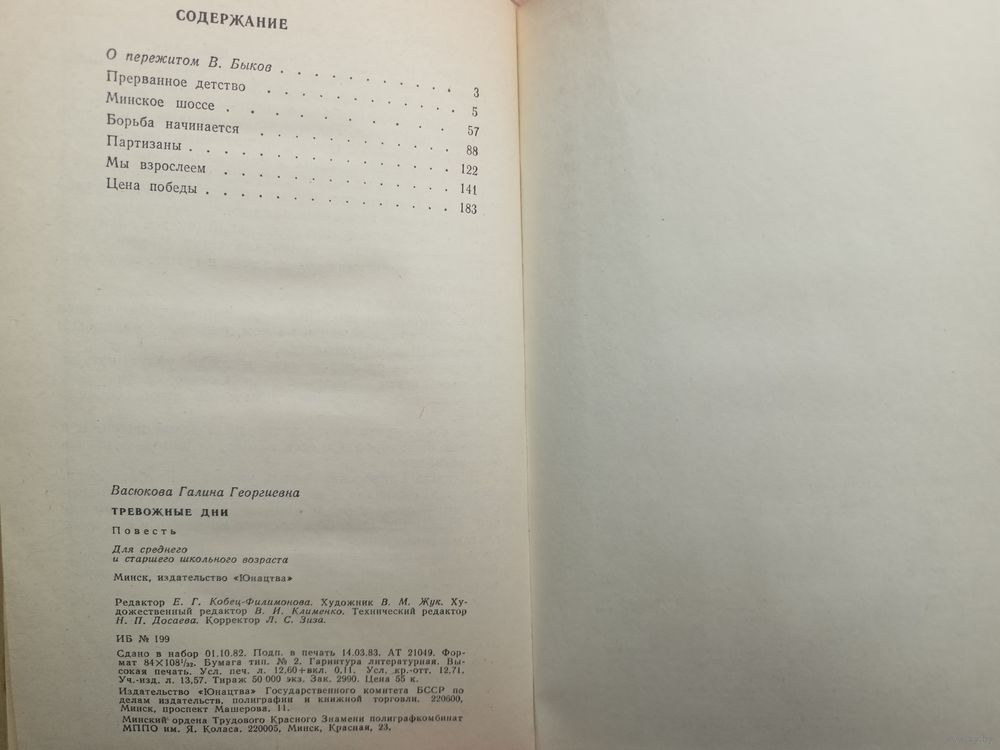 СОДЕРЖАНИЕ
О пережитом В. Быков . . . . . . . . . . 3
Прерванное детство . . . . . . . . . . 5
Минское шоссе . . . . . . . . . . 57
Борьба начинается . . . . . . . . . . 88
Партизаны . . . . . . . . . . 122
Мы взрослеем . . . . . . . . . . 141
Цена победы . . . . . . . . . . 183
Васюкова Галина Георгиевна
ТРЕВОЖНЫЕ ДНИ
Повесть
Для среднего
и старшего школьного возраста
Минск, издательство «Юнацтва»
Редактор Е. Г. Кобец-Филимонова. Художник В. М. Жук. Ху-
дожественный редактор В. И. Клименко. Технический редактор
Н. П. Досаева. Корректор Л. С. Зиза.
ИБ № 199
Сдано в набор 01.10.82. Подп. в печать 14.03.83. АТ 21049. Фор-
мат 84×108¹/₃₂. Бумага тип. № 2. Гарнитура литературная. Вы-
сокая печать. Усл. печ. л. 12,60+вкл. 0,11. Усл. кр.-отт. 12,71.
Уч.-изд. л. 13,57. Тираж 50 000 экз. Зак. 2990. Цена 55 к.
Издательство «Юнацтва» Государственного комитета БССР по
делам издательств, полиграфии и книжной торговли. 220600,
Минск, проспект Машерова, 11.
Минский ордена Трудового Красного Знамени полиграфкомбинат
МППО им. Я. Коласа. 220005, Минск, Красная, 23.